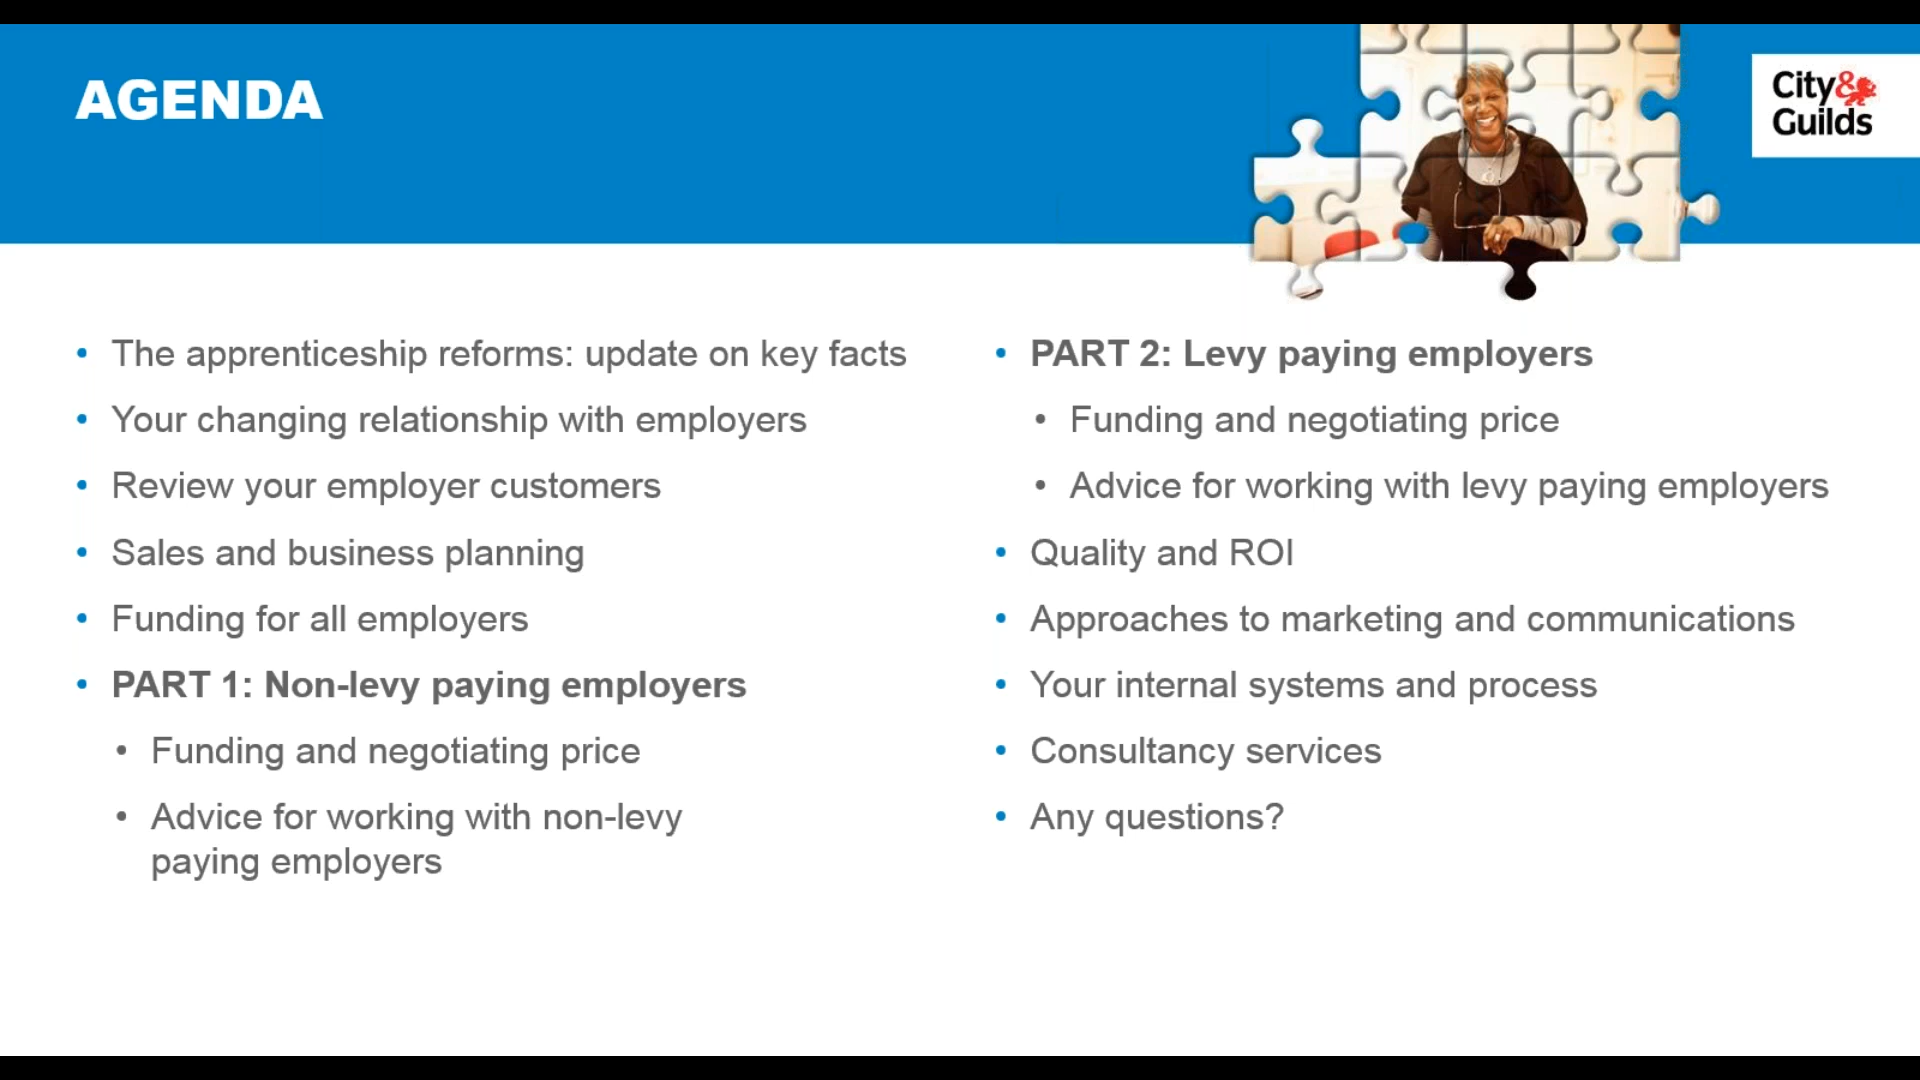 AGENDA
City&
Guilds
• The apprenticeship reforms: update on key facts
• Your changing relationship with employers
• Review your employer customers
• Sales and business planning
• Funding for all employers
• PART 1: Non-levy paying employers
• Funding and negotiating price
• Advice for working with non-levy
paying employers
• PART 2: Levy paying employers
• Funding and negotiating price
• Advice for working with levy paying employers
• Quality and ROI
• Approaches to marketing and communications
• Your internal systems and process
• Consultancy services
• Any questions?